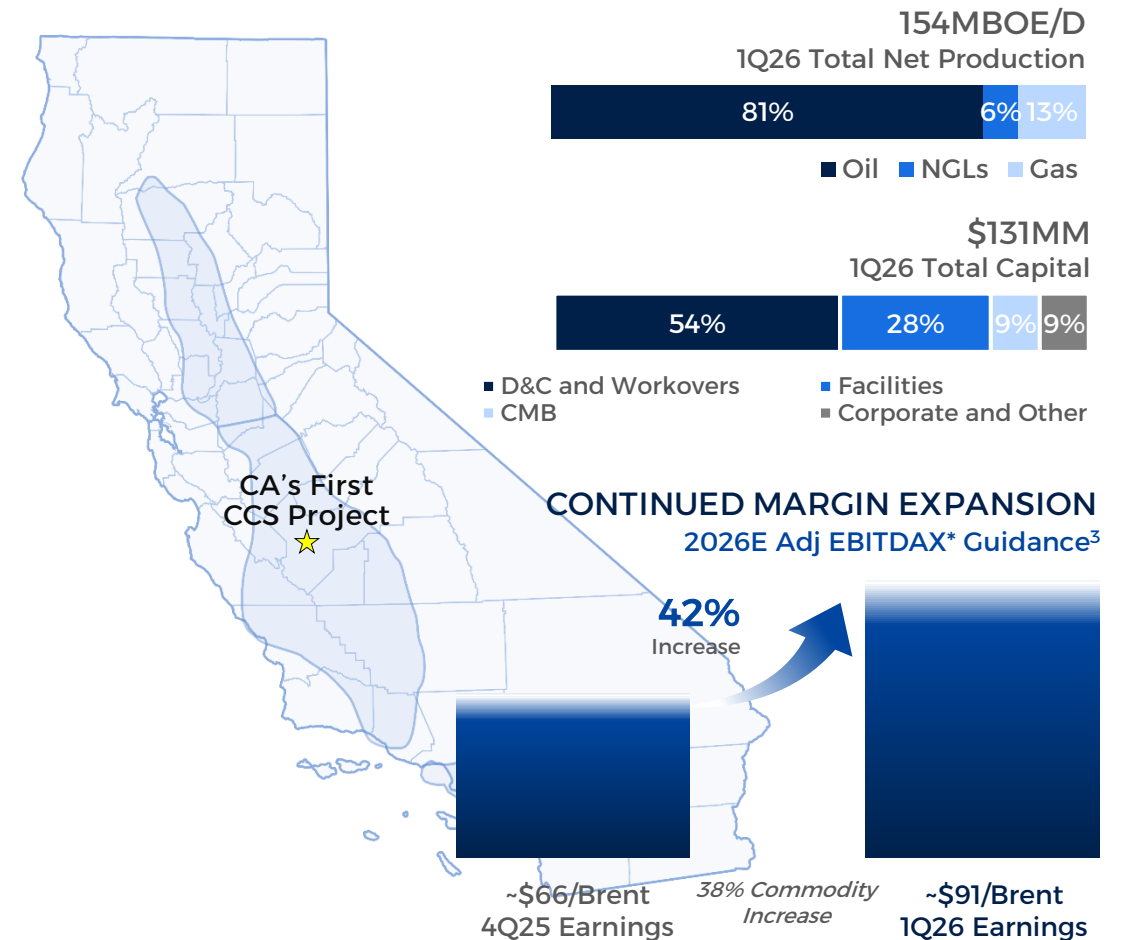 154MBOE/D
1Q26 Total Net Production
81%
6%
13%
Oil
NGLs
Gas
$131MM
1Q26 Total Capital
54%
28%
9%
9%
D&C and Workovers
Facilities
CMB
Corporate and Other
CA's First
CCS Project
CONTINUED MARGIN EXPANSION
2026E Adj EBITDAX* Guidance³
42%
Increase
~$66/Brent
4Q25 Earnings
38% Commodity
Increase
~$91/Brent
1Q26 Earnings